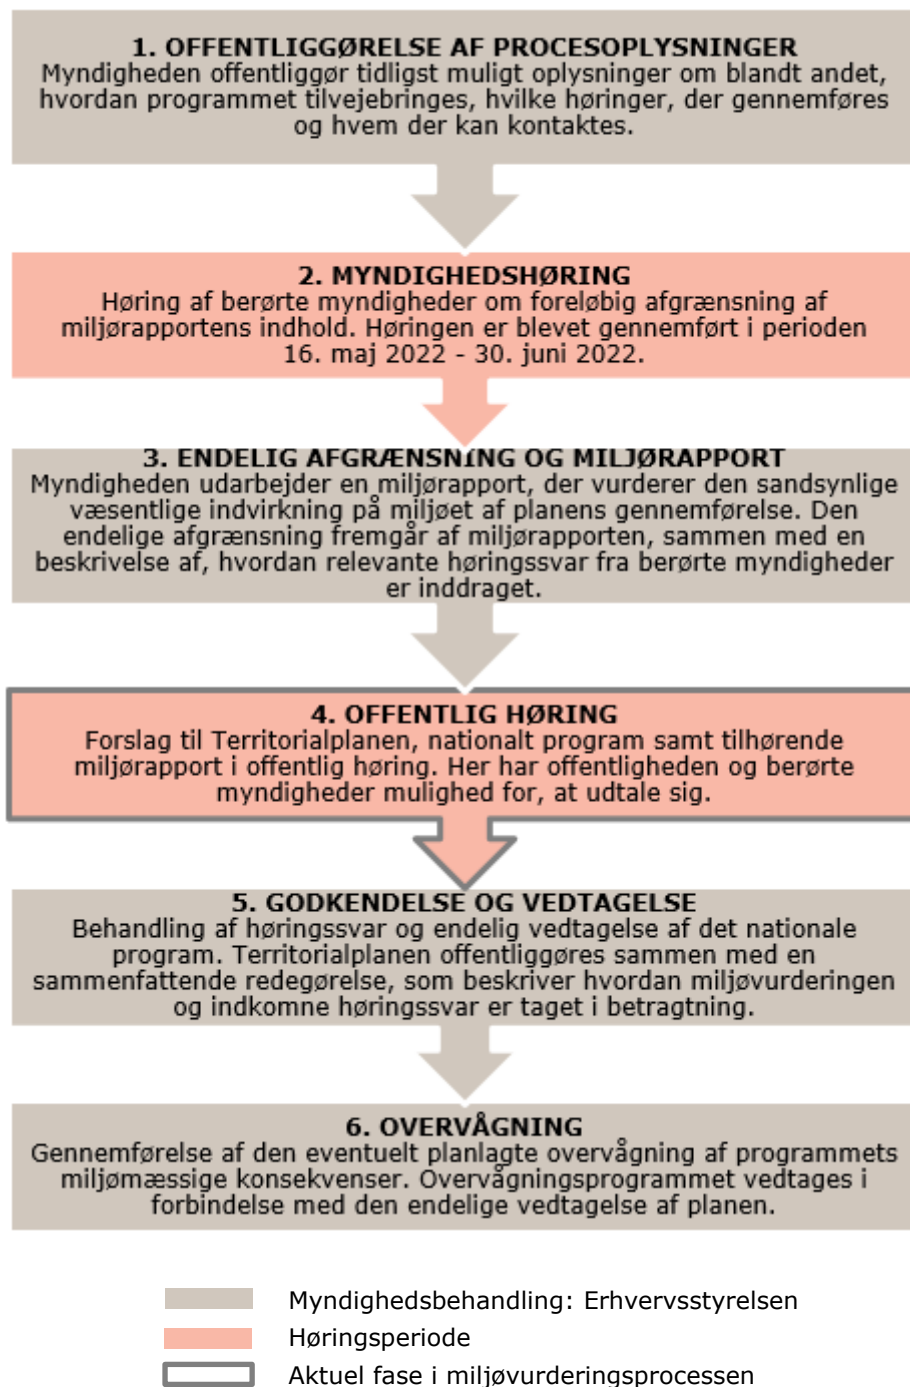 1. OFFENTLIGGØRELSE AF PROCESOPLYSNINGER
Myndigheden offentliggør tidligst muligt oplysninger om blandt andet,
hvordan programmet tilvejebringes, hvilke høringer, der gennemføres
og hvem der kan kontaktes.
2. MYNDIGHEDSHØRING
Høring af berørte myndigheder om foreløbig afgrænsning af
miljørapportens indhold. Høringen er blevet gennemført i perioden
16. maj 2022 - 30. juni 2022.
3. ENDELIG AFGRÆNSNING OG MILJØRAPPORT
Myndigheden udarbejder en miljørapport, der vurderer den sandsynlige
væsentlige indvirkning på miljøet af planens gennemførelse. Den
endelige afgrænsning fremgår af miljørapporten, sammen med en
beskrivelse af, hvordan relevante høringssvar fra berørte myndigheder
er inddraget.
4. OFFENTLIG HØRING
Forslag til Territorialplanen, nationalt program samt tilhørende
miljørapport i offentlig høring. Her har offentligheden og berørte
myndigheder mulighed for, at udtale sig.
5. GODKENDELSE OG VEDTAGELSE
Behandling af høringssvar og endelig vedtagelse af det nationale
program. Territorialplanen offentliggøres sammen med en
sammenfattende redegørelse, som beskriver hvordan miljøvurderingen
og indkomne høringssvar er taget i betragtning.
6. OVERVÅGNING
Gennemførelse af den eventuelt planlagte overvågning af programmets
miljømæssige konsekvenser. Overvågningsprogrammet vedtages i
forbindelse med den endelige vedtagelse af planen.
Myndighedsbehandling: Erhvervsstyrelsen
Høringsperiode
Aktuel fase i miljøvurderingsprocessen